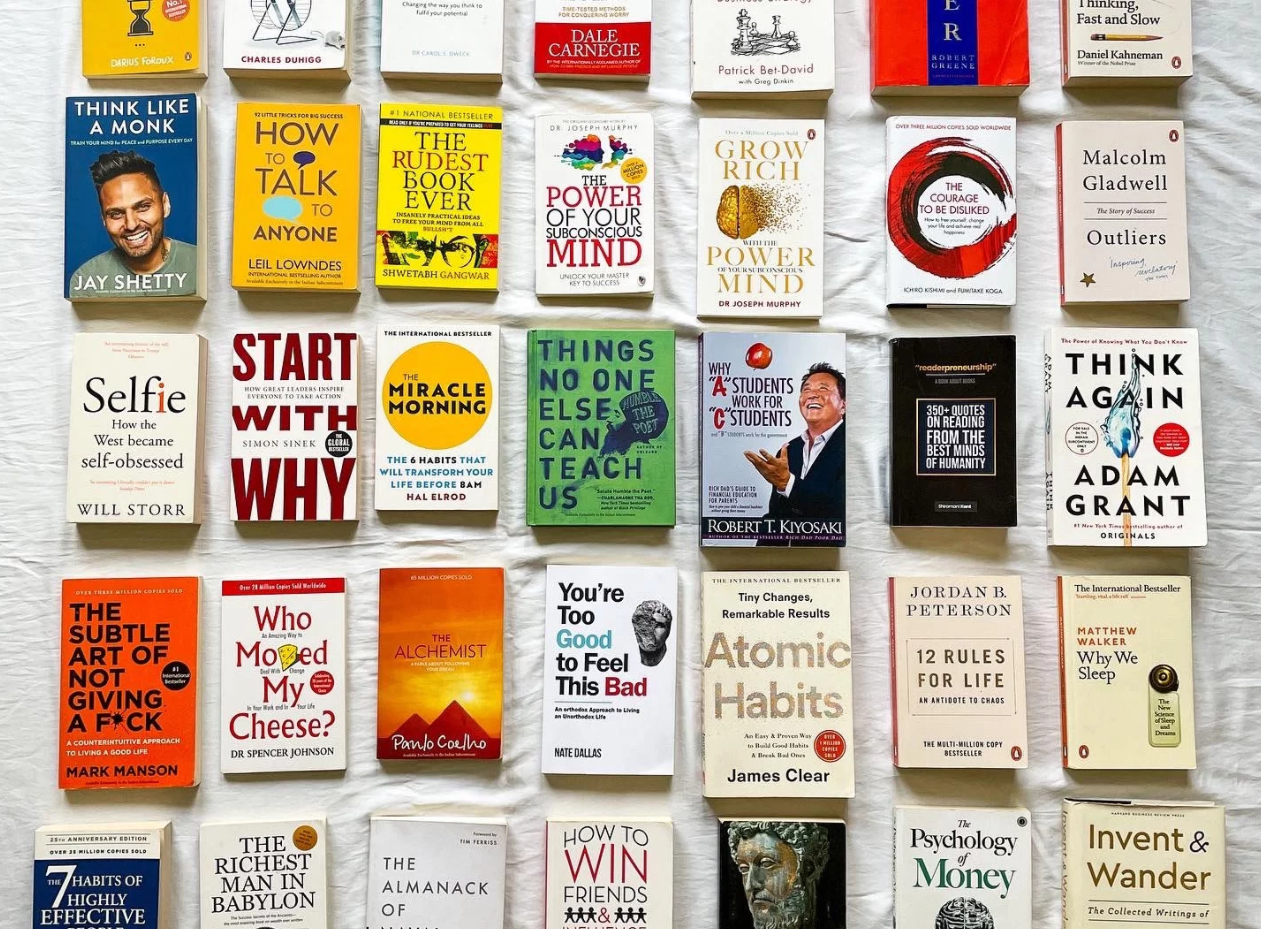 No.1
DARIUS FOROUX
CHARLES DUHIGG
Changing the way you think to
fulfil your potential
DR CAROL S. DWECK
TIME-TESTED METHODS
FOR CONQUERING WORRY
DALE
CARNEGIE
Business Strategy
Patrick Bet-David
with Greg Dinkin
E
R
ROBERT
GREENE
Thinking,
Fast and Slow
Daniel Kahneman
Winner of the Nobel Prize
THINK LIKE
A MONK
TRAIN YOUR MIND for PEACE and PURPOSE EVERY DAY
JAY SHETTY
92 LITTLE TRICKS FOR BIG SUCCESS
HOW
TO
TALK
TO
ANYONE
LEIL LOWNDES
INTERNATIONAL BESTSELLING AUTHOR
Available Exclusively in the Indian Subcontinent
#1 NATIONAL BESTSELLER
READ ONLY IF YOU'RE PREPARED TO GET YOUR FEELINGS
THE
RUDEST
BOOK
EVER
INSANELY PRACTICAL IDEAS
TO FREE YOUR MIND FROM ALL
BULLSH*T
SHWETABH GANGWAR
DR. JOSEPH MURPHY
THE
POWER
OF YOUR
SUBCONSCIOUS
MIND
UNLOCK YOUR MASTER
KEY TO SUCCESS
Over a Million Copies Sold
GROW
RICH
WITH THE
POWER
OF YOUR SUBCONSCIOUS
MIND
DR JOSEPH MURPHY
OVER THREE MILLION COPIES SOLD WORLDWIDE
THE
COURAGE
TO BE DISLIKED
How to free yourself, change
your life and achieve real
happiness
ICHIRO KISHIMI and FUMITAKE KOGA
Malcolm
Gladwell
The Story of Success
Outliers
Inspiring,
revelatory
Selfie
How the
West became
self-obsessed
WILL STORR
START
HOW GREAT LEADERS INSPIRE
EVERYONE TO TAKE ACTION
WITH
SIMON SINEK
THE
GLOBAL
BESTSELLER
WHY
THE INTERNATIONAL BESTSELLER
THE
MIRACLE
MORNING
THE 6 HABITS THAT
WILL TRANSFORM YOUR
LIFE BEFORE 8AM
HAL ELROD
THINGS
NO ONE
ELSE
CAN
TEACH
US
HUMBLE
THE
POET
WHY
"A" STUDENTS
WORK FOR
"C" STUDENTS
and "B" Students work for the government
RICH DAD'S GUIDE TO
FINANCIAL EDUCATION
FOR PARENTS
ROBERT T. KIYOSAKI
AUTHOR OF THE BESTSELLER RICH DAD POOR DAD
"readerpreneurship"
A BOOK ABOUT BOOKS
350+ QUOTES
ON READING
FROM THE
BEST MINDS
OF HUMANITY
The Power of Knowing What You Don't Know
THINK
AGAIN
ADAM
GRANT
#1 New York Times bestselling author of
ORIGINALS
OVER THREE MILLION COPIES SOLD
THE
SUBTLE
ART OF
NOT
GIVING
A F*CK
#1
International
Bestseller
A COUNTERINTUITIVE APPROACH
TO LIVING A GOOD LIFE
MARK MANSON
Over 28 Million Copies Sold Worldwide
Who
An Amazing Way to
Moved
Deal With Change
My
In Your Work and in Your Life
Cheese?
DR SPENCER JOHNSON
65 MILLION COPIES SOLD
THE
ALCHEMIST
A FABLE ABOUT FOLLOWING
YOUR DREAM
Paulo Coelho
You're
Too
Good
to Feel
This Bad
An orthodox Approach to Living
an Unorthodox Life
NATE DALLAS
THE INTERNATIONAL BESTSELLER
Tiny Changes,
Remarkable Results
Atomic
Habits
An Easy & Proven Way
to Build Good Habits
& Break Bad Ones
OVER
1 MILLION
COPIES
SOLD
James Clear
JORDAN B.
PETERSON
12 RULES
FOR LIFE
AN ANTIDOTE TO CHAOS
THE MULTI-MILLION COPY
BESTSELLER
The International Bestseller
MATTHEW
WALKER
Why We
Sleep
The
New
Science
of Sleep
and
Dreams
25TH ANNIVERSARY EDITION
OVER 25 MILLION COPIES SOLD
THE 7 HABITS OF
HIGHLY
EFFECTIVE
PEOPLE
THE
RICHEST
MAN IN
BABYLON
Foreword by
TIM FERRISS
THE
ALMANACK
OF
HOW TO
WIN
FRIENDS
&
INFLUENCE
The
Psychology
of
Money
HARVARD BUSINESS REVIEW PRESS
Invent &
Wander
The Collected Writings of